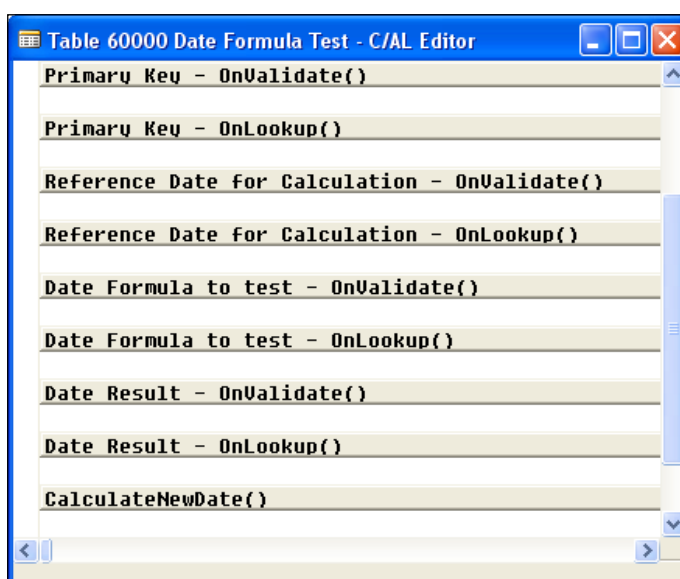 Table 60000 Date Formula Test - C/AL Editor
Primary Key - OnValidate()
Primary Key - OnLookup()
Reference Date for Calculation - OnValidate()
Reference Date for Calculation - OnLookup()
Date Formula to test - OnValidate()
Date Formula to test - OnLookup()
Date Result - OnValidate()
Date Result - OnLookup()
CalculateNewDate()